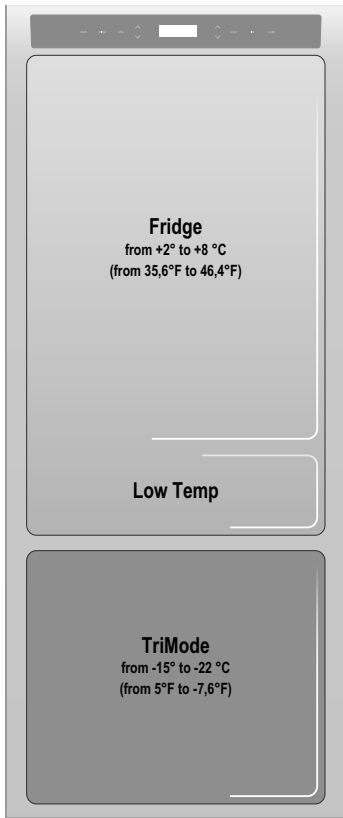 Fridge
from +2° to +8 °C
(from 35,6°F to 46,4°F)
Low Temp
TriMode
from -15° to -22 °C
(from 5°F to -7,6°F)